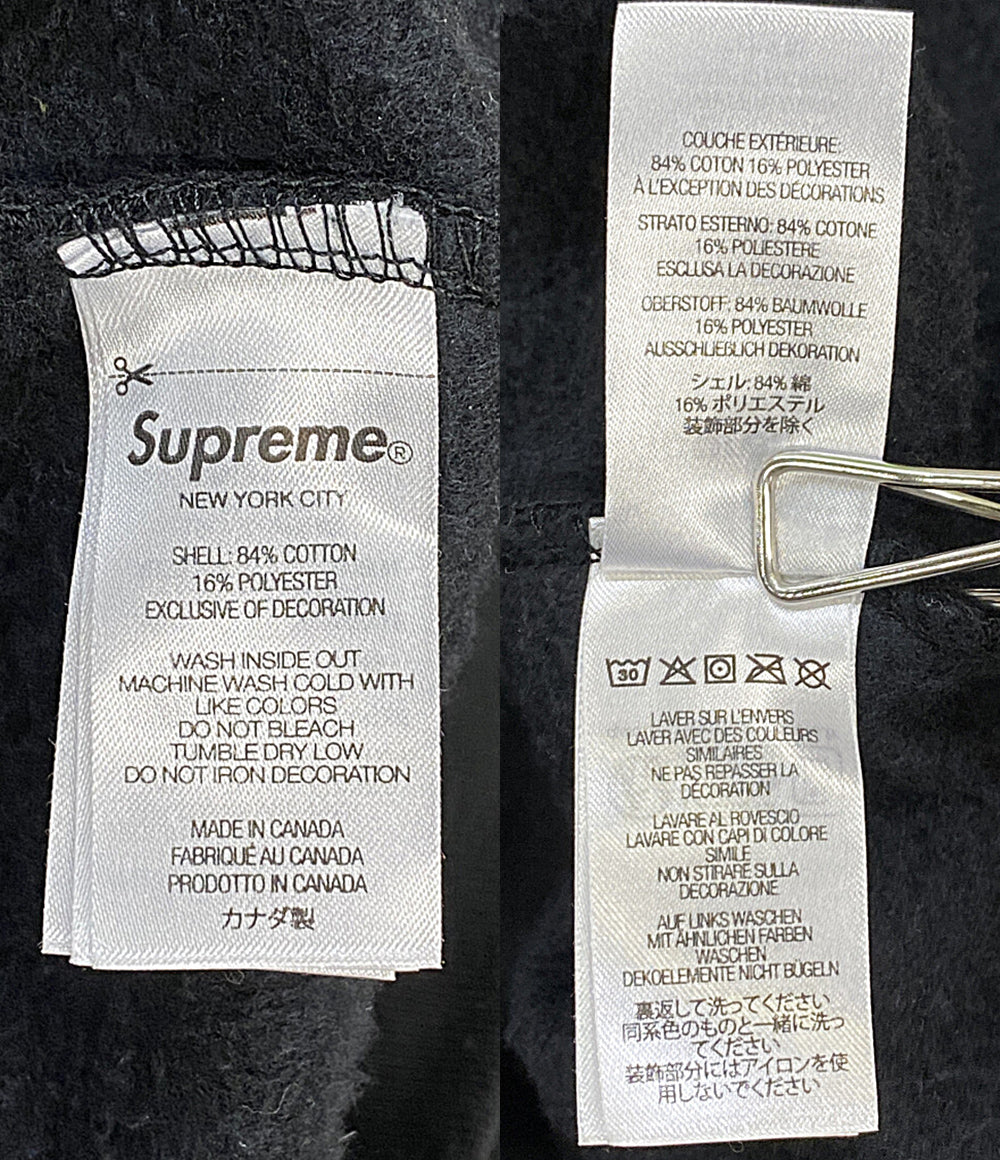 Supreme®
NEW YORK CITY
SHELL: 84% COTTON
16% POLYESTER
EXCLUSIVE OF DECORATION
WASH INSIDE OUT
MACHINE WASH COLD WITH
LIKE COLORS
DO NOT BLEACH
TUMBLE DRY LOW
DO NOT IRON DECORATION
MADE IN CANADA
FABRIQUÉ AU CANADA
PRODOTTO IN CANADA
カナダ製
COUCHE EXTÉRIEURE:
84% COTON 16% POLYESTER
À L'EXCEPTION DES DÉCORATIONS
STRATO ESTERNO: 84% COTONE
16% POLIESTERE
ESCLUSA LA DECORAZIONE
OBERSTOFF: 84% BAUMWOLLE
16% POLYESTER
AUSSCHLIEBLICH DEKORATION
シェル: 84% 綿
16% ポリエステル
装飾部分を除く
30
LAVER SUR L'ENVERS
LAVER AVEC DES COULEURS
SIMILAIRES
NE PAS REPASSER LA
DÉCORATION
LAVARE AL ROVESCIO
LAVARE CON CAPI DI COLORE
SIMILE
NON STIRARE SULLA
DECORAZIONE
AUF LINKS WASCHEN
MIT ÄHNLICHEN FARBEN
WASCHEN
DEKOELEMENTE NICHT BÜGELN
裏返して洗ってください
同系色のものと一緒に洗っ
てください
装飾部分にはアイロンを使
用しないでください